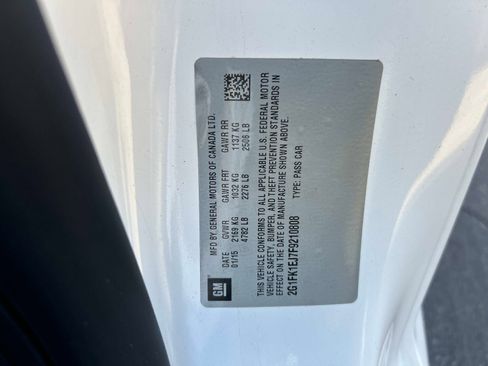 GM
MFD BY GENERAL MOTORS OF CANADA LTD.
DATE GVWR GAWR FRT GAWR RR
01/15 2169 KG 1032 KG 1137 KG
4782 LB 2276 LB 2506 LB
THIS VEHICLE CONFORMS TO ALL APPLICABLE U.S. FEDERAL MOTOR
VEHICLE SAFETY, BUMPER, AND THEFT PREVENTION STANDARDS IN
EFFECT ON THE DATE OF MANUFACTURE SHOWN ABOVE.
2G1FK1EJ7F9210808 TYPE: PASS CAR